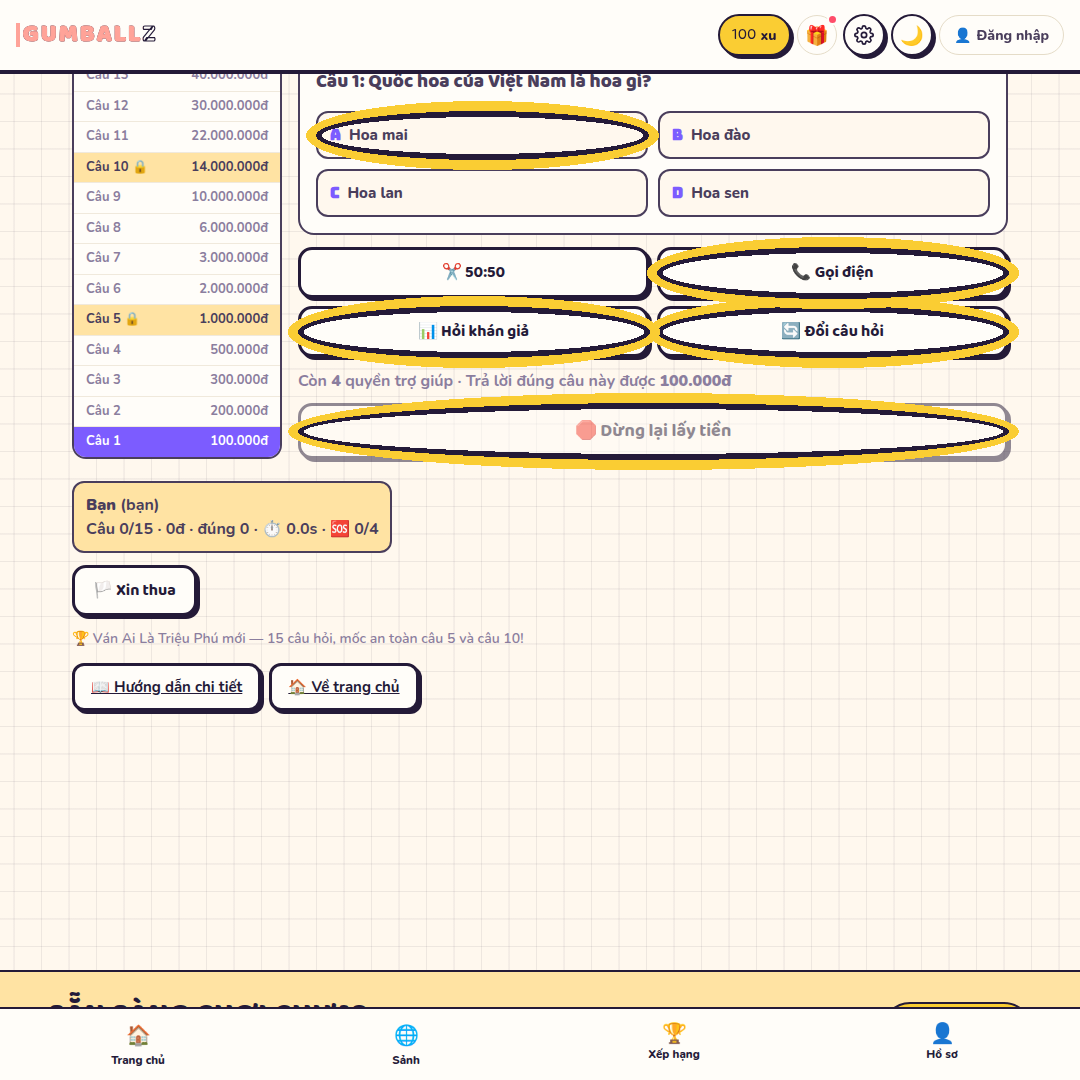 GUMBALLZ
100 xu
Đăng nhập
Câu 13 40.000.000đ
Câu 12 30.000.000đ
Câu 11 22.000.000đ
Câu 10 14.000.000đ
Câu 9 10.000.000đ
Câu 8 6.000.000đ
Câu 7 3.000.000đ
Câu 6 2.000.000đ
Câu 5 1.000.000đ
Câu 4 500.000đ
Câu 3 300.000đ
Câu 2 200.000đ
Câu 1 100.000đ
Câu 1: Quốc hoa của Việt Nam là hoa gì?
A Hoa mai
B Hoa đào
C Hoa lan
D Hoa sen
50:50
Gọi điện
Hỏi khán giả
Đổi câu hỏi
Còn 4 quyền trợ giúp · Trả lời đúng câu này được 100.000đ
Dừng lại lấy tiền
Bạn (bạn)
Câu 0/15 · 0đ · đúng 0 · ⏱️ 0.0s · 🆘 0/4
Xin thua
Ván Ai Là Triệu Phú mới — 15 câu hỏi, mốc an toàn câu 5 và câu 10!
Hướng dẫn chi tiết
Về trang chủ
Trang chủ
Sảnh
Xếp hạng
Hồ sơ